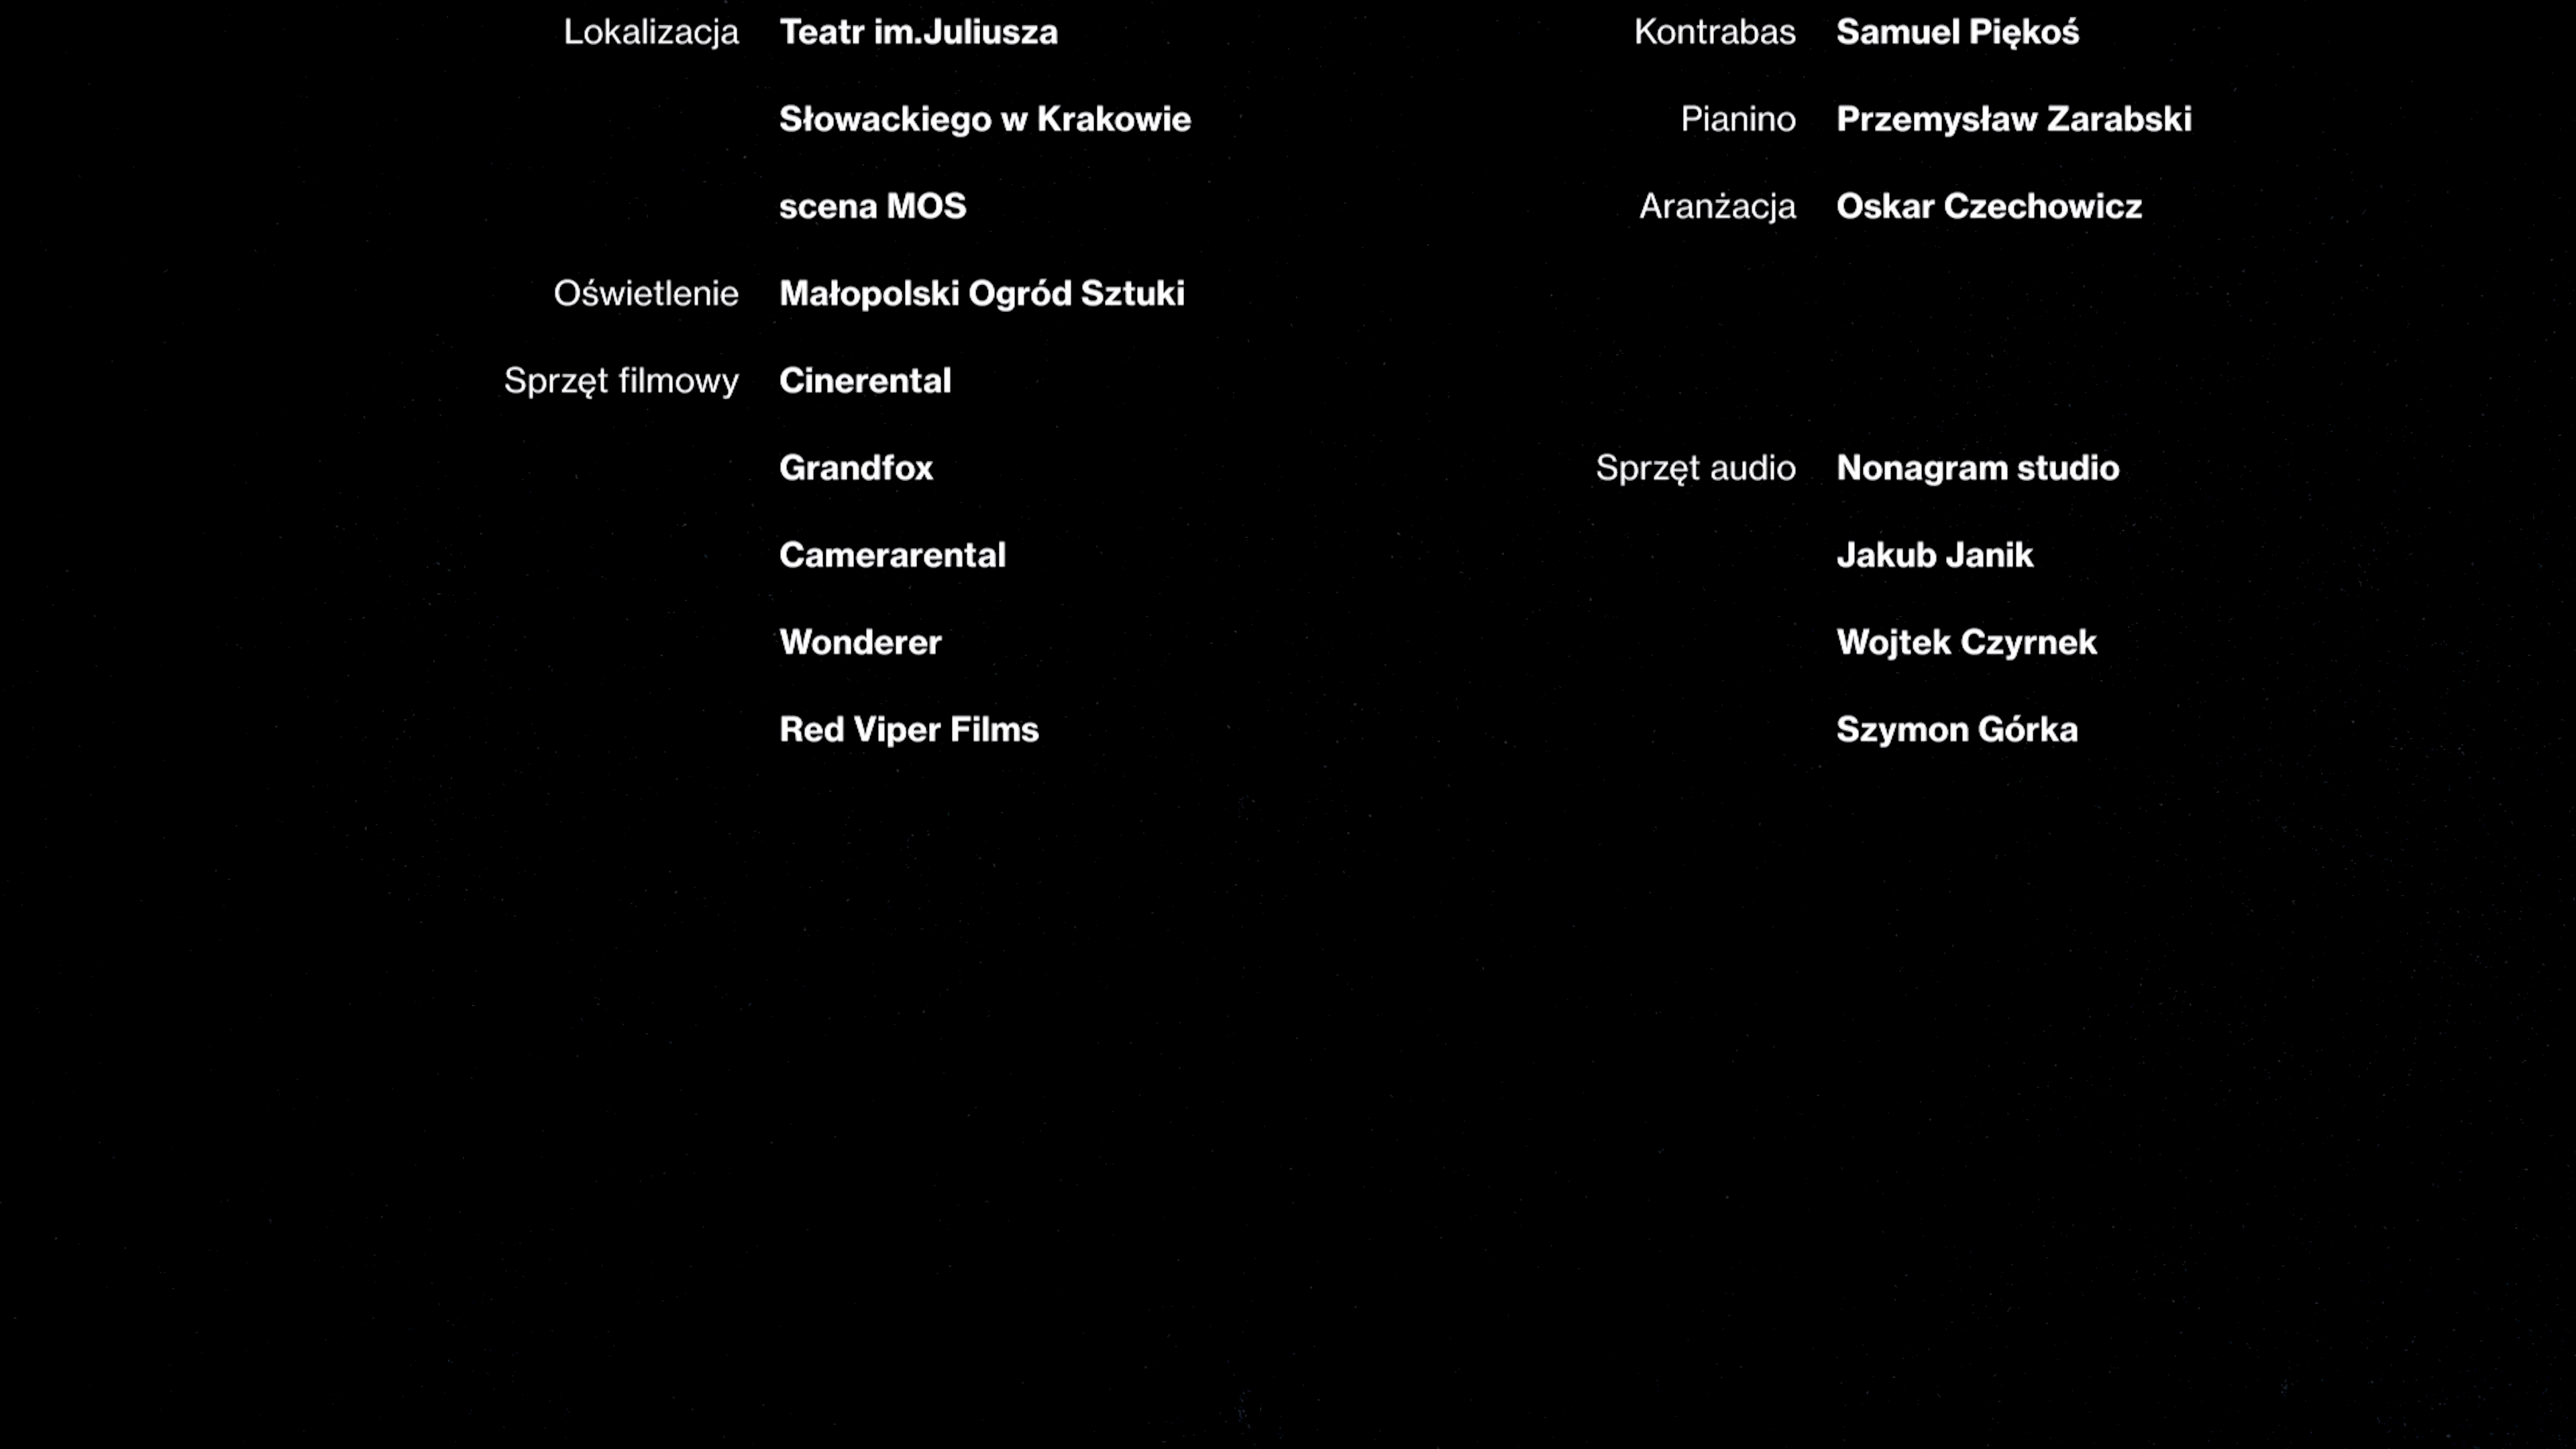 Lokalizacja Teatr im.Juliusza
Słowackiego w Krakowie
scena MOS
Oświetlenie Małopolski Ogród Sztuki
Sprzęt filmowy Cinerental
Grandfox
Camerarental
Wonderer
Red Viper Films
Kontrabas Samuel Piękoś
Pianino Przemysław Zarabski
Aranżacja Oskar Czechowicz
Sprzęt audio Nonagram studio
Jakub Janik
Wojtek Czyrnek
Szymon Górka